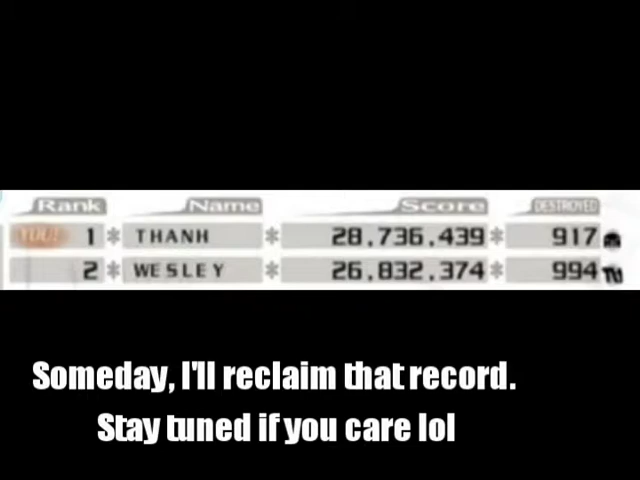 Rank Name Score DESTROYED
YOU! 1 * THANH * 28,736,439 * 917
2 * WESLEY * 26,832,374 * 994
Someday, I'll reclaim that record.
Stay tuned if you care lol